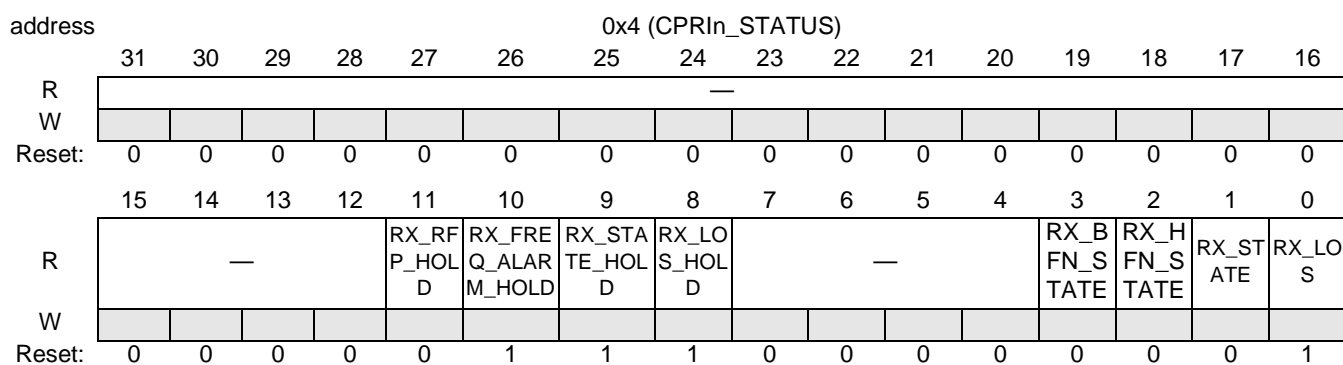 address 0x4 (CPRIn_STATUS)
31 30 29 28 27 26 25 24 23 22 21 20 19 18 17 16
R —
W
Reset: 0 0 0 0 0 0 0 0 0 0 0 0 0 0 0 0
15 14 13 12 11 10 9 8 7 6 5 4 3 2 1 0
R — RX_RF RX_FRE RX_STA RX_LO — RX_B RX_H RX_ST RX_LO
P_HOL Q_ALAR TE_HOL S_HOL FN_S FN_S ATE S
D M_HOLD D D TATE TATE
W
Reset: 0 0 0 0 0 1 1 1 0 0 0 0 0 0 0 1